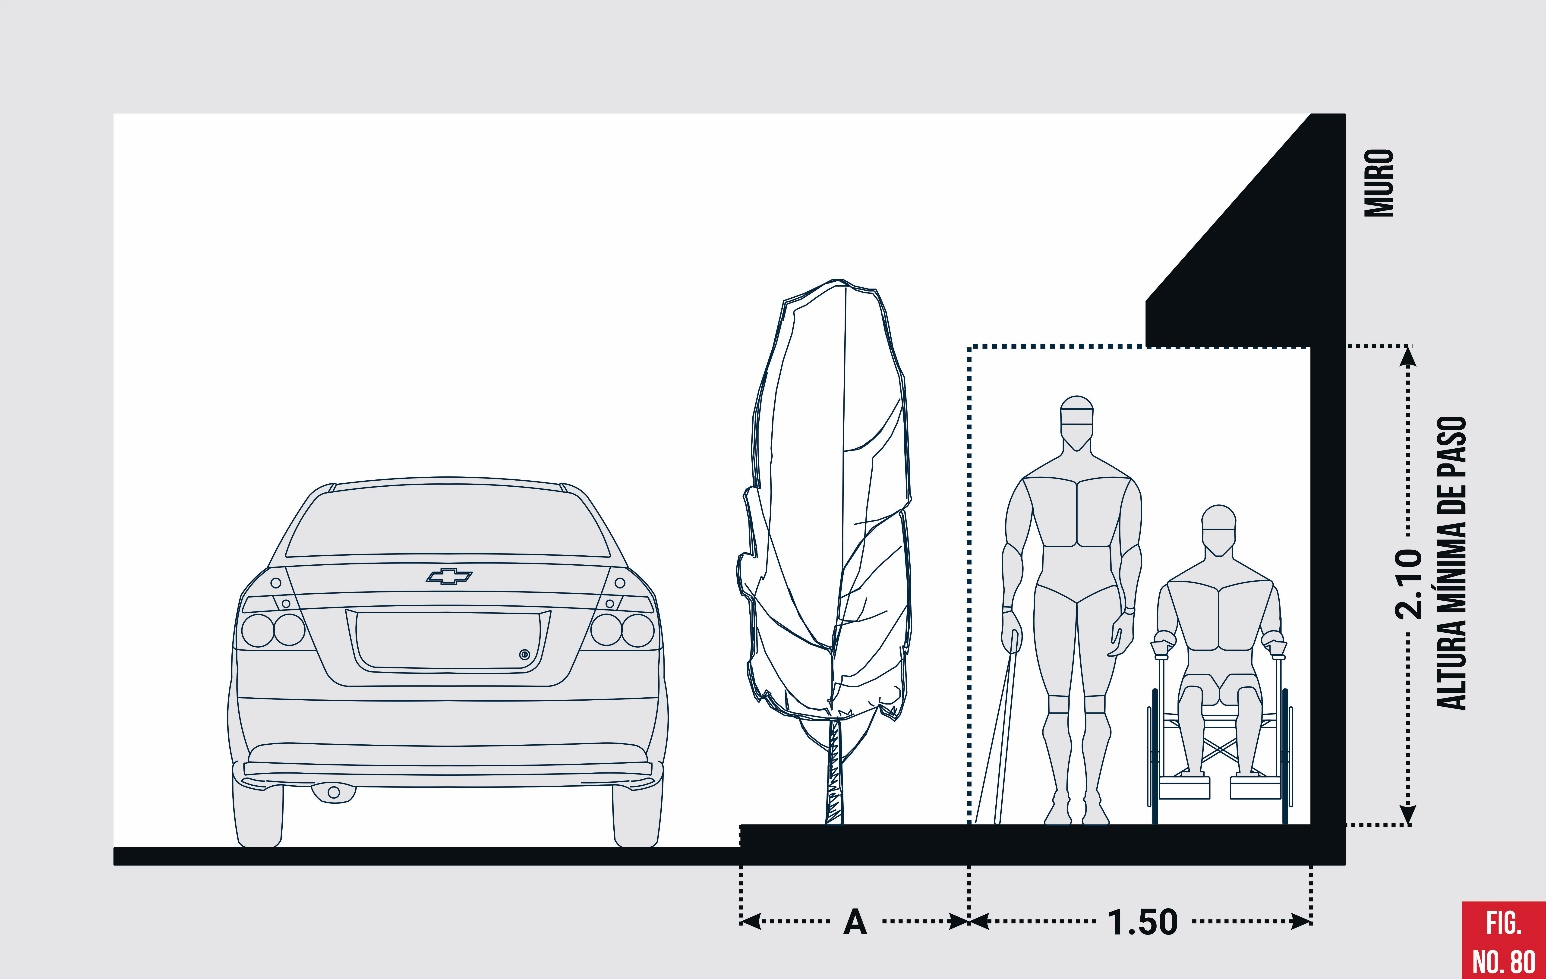 MURO
2.10
ALTURA MÍNIMA DE PASO
A
1.50
FIG.
NO. 80